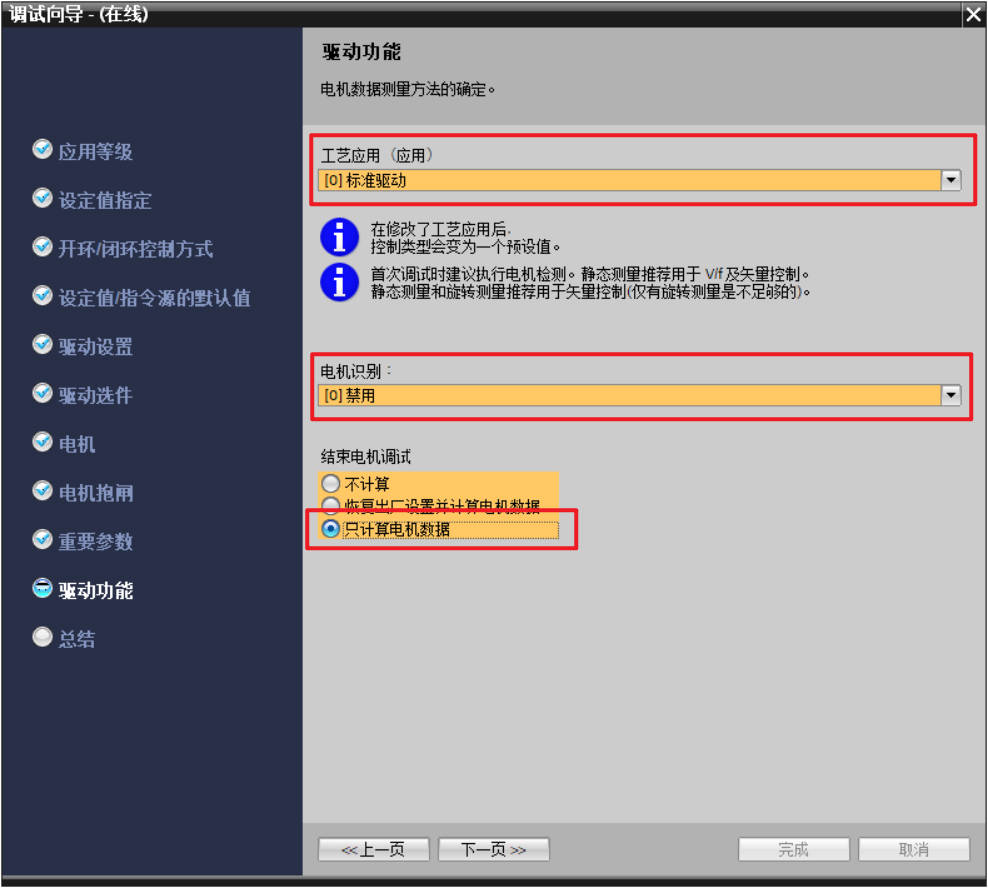 调试向导 - (在线)
驱动功能
电机数据测量方法的确定。
应用等级
设定值指定
开环/闭环控制方式
设定值/指令源的默认值
驱动设置
驱动选件
电机
电机抱闸
重要参数
驱动功能
总结
工艺应用（应用）
[0] 标准驱动
在修改了工艺应用后.
控制类型会变为一个预设值。
首次调试时建议执行电机检测。静态测量推荐用于 V/f 及矢量控制。
静态测量和旋转测量推荐用于矢量控制(仅有旋转测量是不足够的)。
电机识别：
[0] 禁用
结束电机调试
不计算
恢复出厂设置并计算电机数据
只计算电机数据
<<上一页
下一页>>
完成
取消